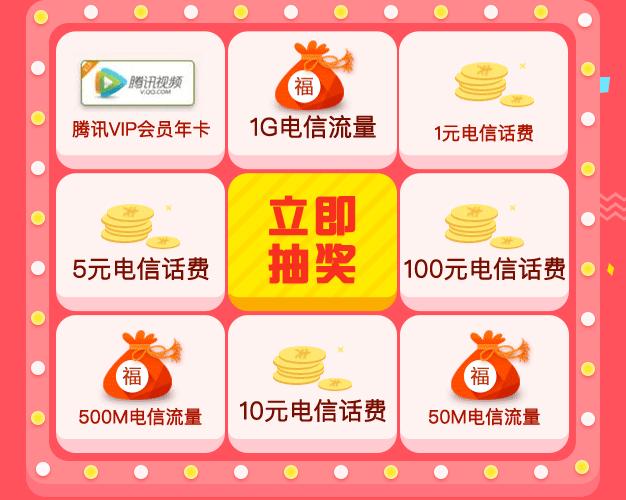 腾讯视频
V.QQ.COM
腾讯VIP会员年卡
福
1G电信流量
1元电信话费
5元电信话费
立即
抽奖
100元电信话费
福
500M电信流量
10元电信话费
福
50M电信流量